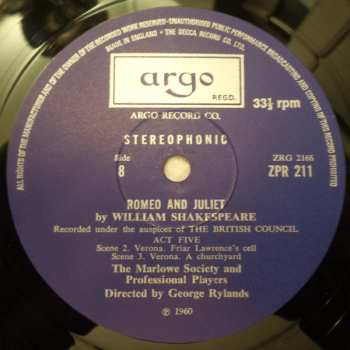 ALL RIGHTS OF THE MANUFACTURER AND OF THE OWNER OF THE RECORDED WORK RESERVED-UNAUTHORISED PUBLIC PERFORMANCE BROADCASTING AND COPYING OF THIS RECORD PROHIBITED
MADE IN ENGLAND · THE DECCA RECORD CO. LTD.
argo
REGD.
33⅓ rpm
ARGO RECORD CO.
STEREOPHONIC
Side
8
ZRG 2166
ZPR 211
ROMEO AND JULIET
by WILLIAM SHAKESPEARE
Recorded under the auspices of THE BRITISH COUNCIL
ACT FIVE
Scene 2. Verona. Friar Lawrence's cell
Scene 3. Verona. A churchyard
The Marlowe Society and
Professional Players
Directed by George Rylands
℗ 1960